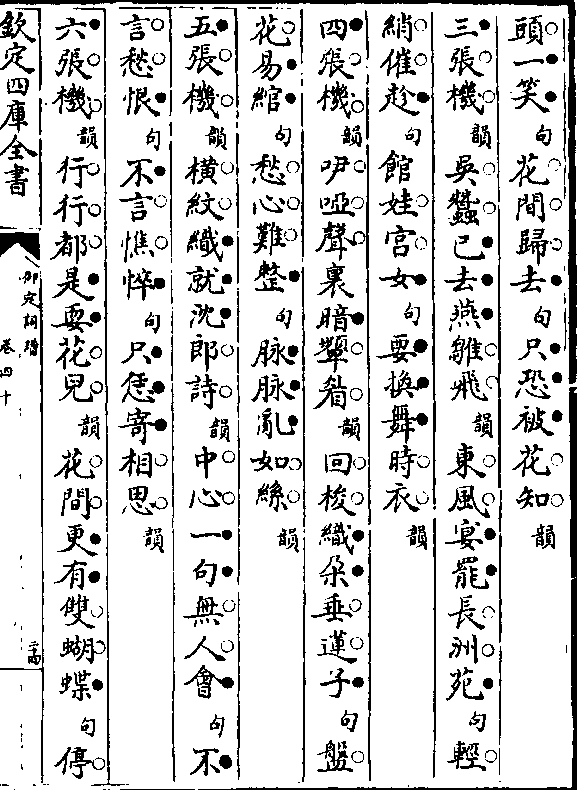 頭一笑句花間歸去句只恐被花知韻
三張機韻吳蠶已去燕雛飛韻東風宴罷長洲苑句輕
綃催趁句館娃宮女句要換舞時衣韻
四張機韻咿啞聲裏暗顰眉韻回梭織朶垂蓮子句盤
花易綰句愁心難整句脉脉亂如絲韻
五張機韻橫紋織就沈郎詩韻中心一句無人會句不
言愁恨句不言憔悴句只恁寄相思韻
六張機韻行行都是耍花兒韻花間更有雙蝴蝶句停
欽定四庫全書
御定詞譜
卷四十
二十四